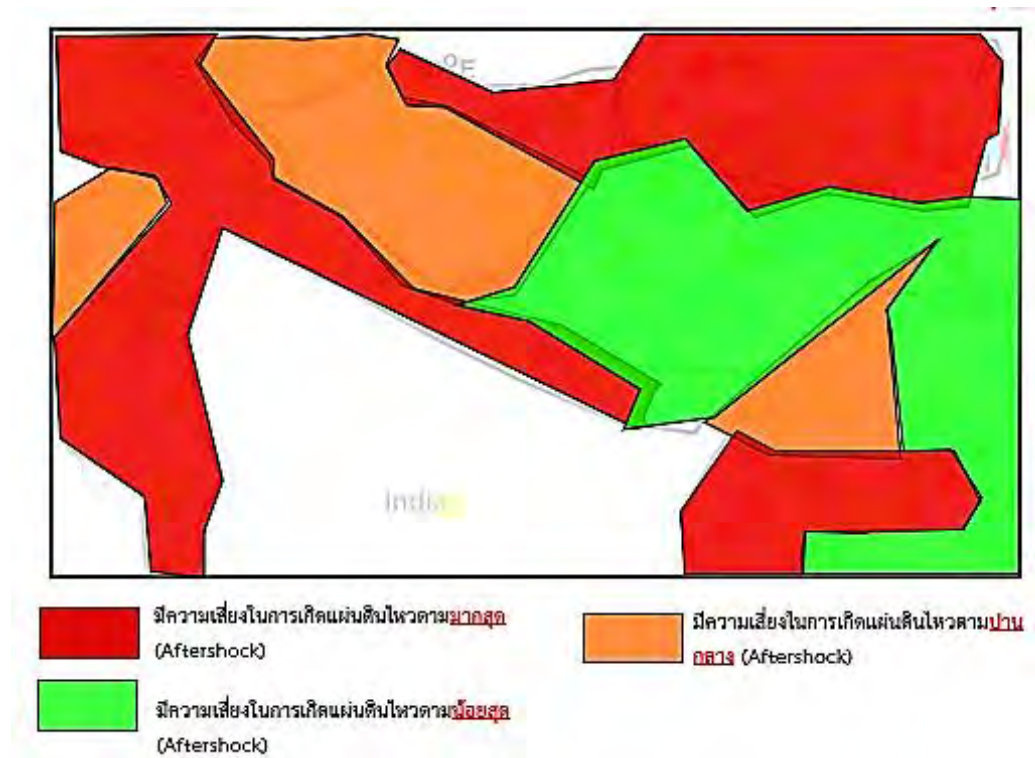 °E
India
มีความเสี่ยงในการเกิดแผ่นดินไหวตามมากสุด
(Aftershock)
มีความเสี่ยงในการเกิดแผ่นดินไหวตามปาน
กลาง (Aftershock)
มีความเสี่ยงในการเกิดแผ่นดินไหวตามน้อยสุด
(Aftershock)